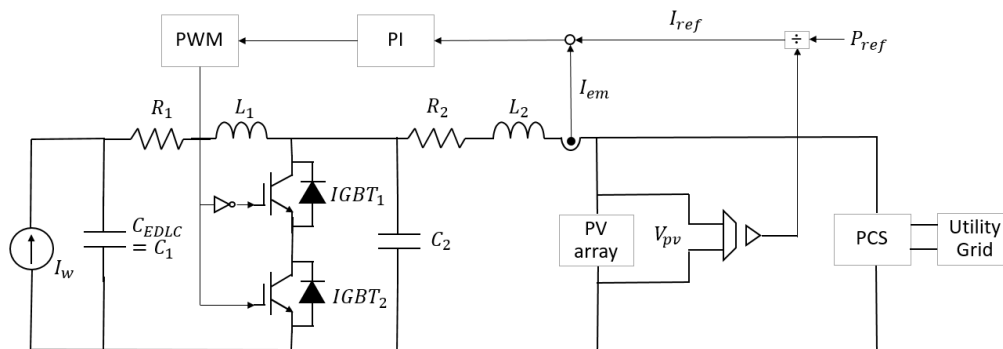 PWM
PI
I_ref
÷
P_ref
I_em
R_1
L_1
R_2
L_2
IGBT_1
C_EDLC
= C_1
I_w
C_2
PV
array
V_pv
PCS
Utility
Grid
IGBT_2